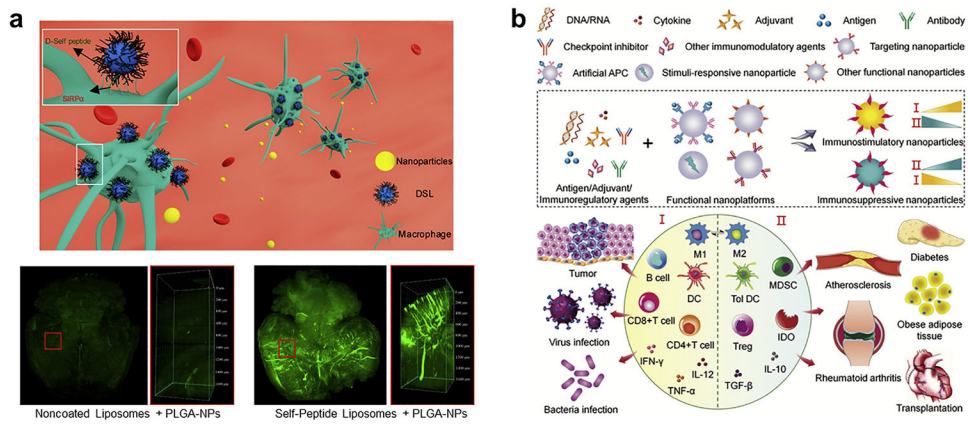 a
D-Self-peptide
SIRPα
Nanoparticles
DSL
Macrophage
Noncoated Liposomes + PLGA-NPs
Self-Peptide Liposomes + PLGA-NPs
b
DNA/RNA
Cytokine
Adjuvant
Antigen
Antibody
Checkpoint inhibitor
Other immunomodulatory agents
Targeting nanoparticle
Artificial APC
Stimuli-responsive nanoparticle
Other functional nanoparticles
+
Antigen/Adjuvant/
Immunoregulatory agents
Functional nanoplatforms
I
II
Immunostimulatory nanoparticles
II
I
Immunosuppressive nanoparticles
I
II
Tumor
Virus infection
Bacteria infection
M1
M2
B cell
DC
Tol DC
MDSC
CD8+T cell
CD4+T cell
Treg
IDO
IFN-γ
IL-12
TNF-α
TGF-β
IL-10
Diabetes
Atherosclerosis
Obese adipose
tissue
Rheumatoid arthritis
Transplantation